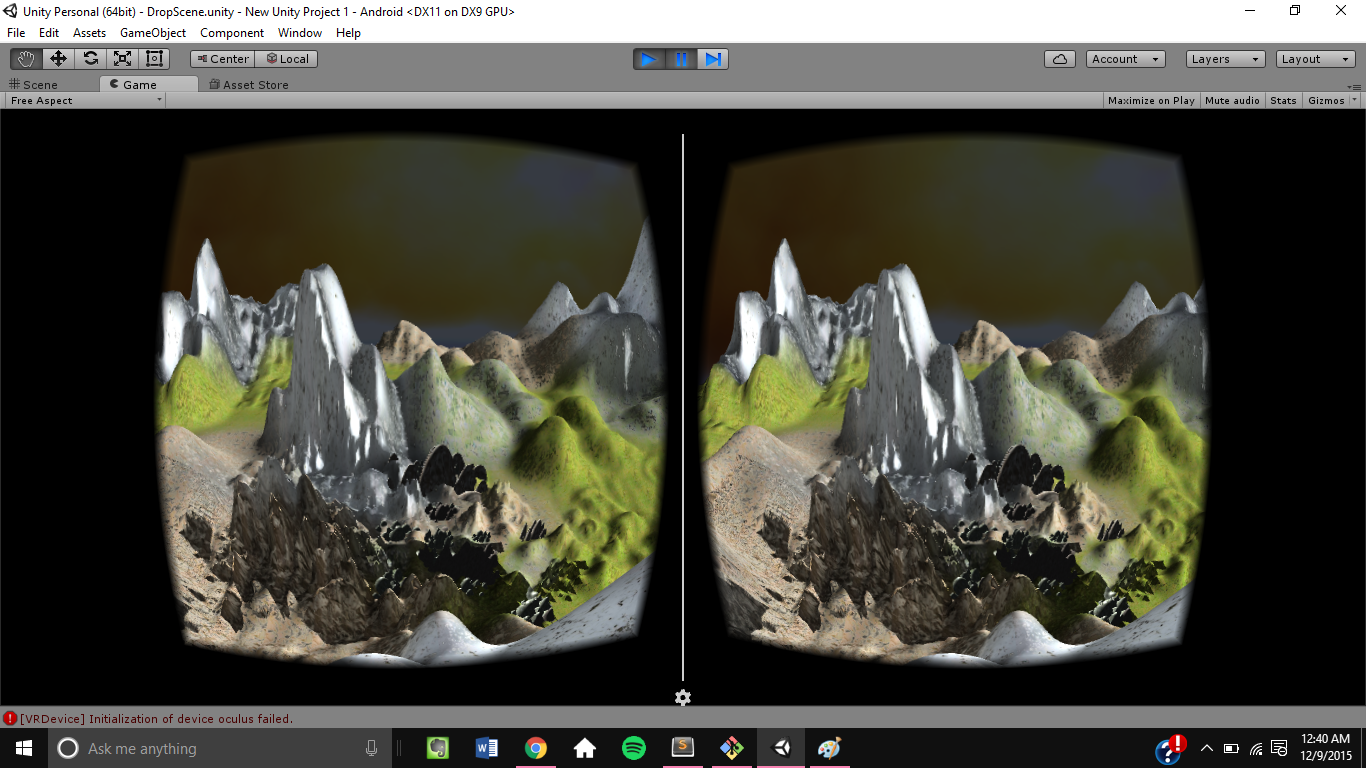 Unity Personal (64bit) - DropScene.unity - New Unity Project 1 - Android <DX11 on DX9 GPU>
File Edit Assets GameObject Component Window Help
Center Local Account Layers Layout
Scene Game Asset Store
Free Aspect Maximize on Play Mute audio Stats Gizmos
[VRDevice] Initialization of device oculus failed.
Ask me anything
12:40 AM
12/9/2015